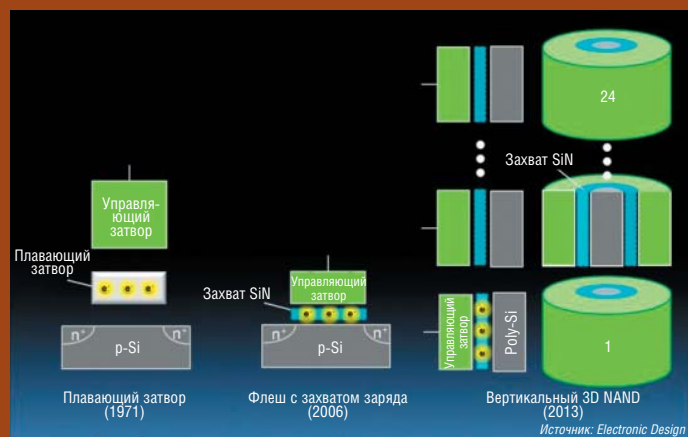 Управля-
ющий
затвор
Плавающий
затвор
n⁺
n⁺
p-Si
Плавающий затвор
(1971)
Управляющий
затвор
Захват SiN
n⁺
n⁺
p-Si
Флеш с захватом заряда
(2006)
24
Захват SiN
Управляющий
затвор
Poly-Si
1
Вертикальный 3D NAND
(2013)
Источник: Electronic Design